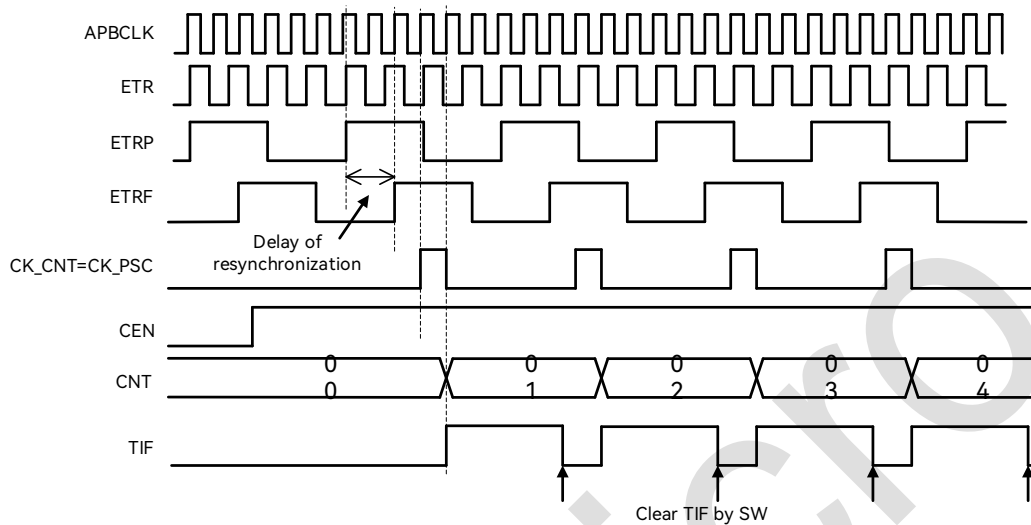 APBCLK
ETR
ETRP
ETRF
Delay of
resynchronization
CK_CNT=CK_PSC
CEN
CNT
0 0 0 0 0
0 1 2 3 4
TIF
Clear TIF by SW